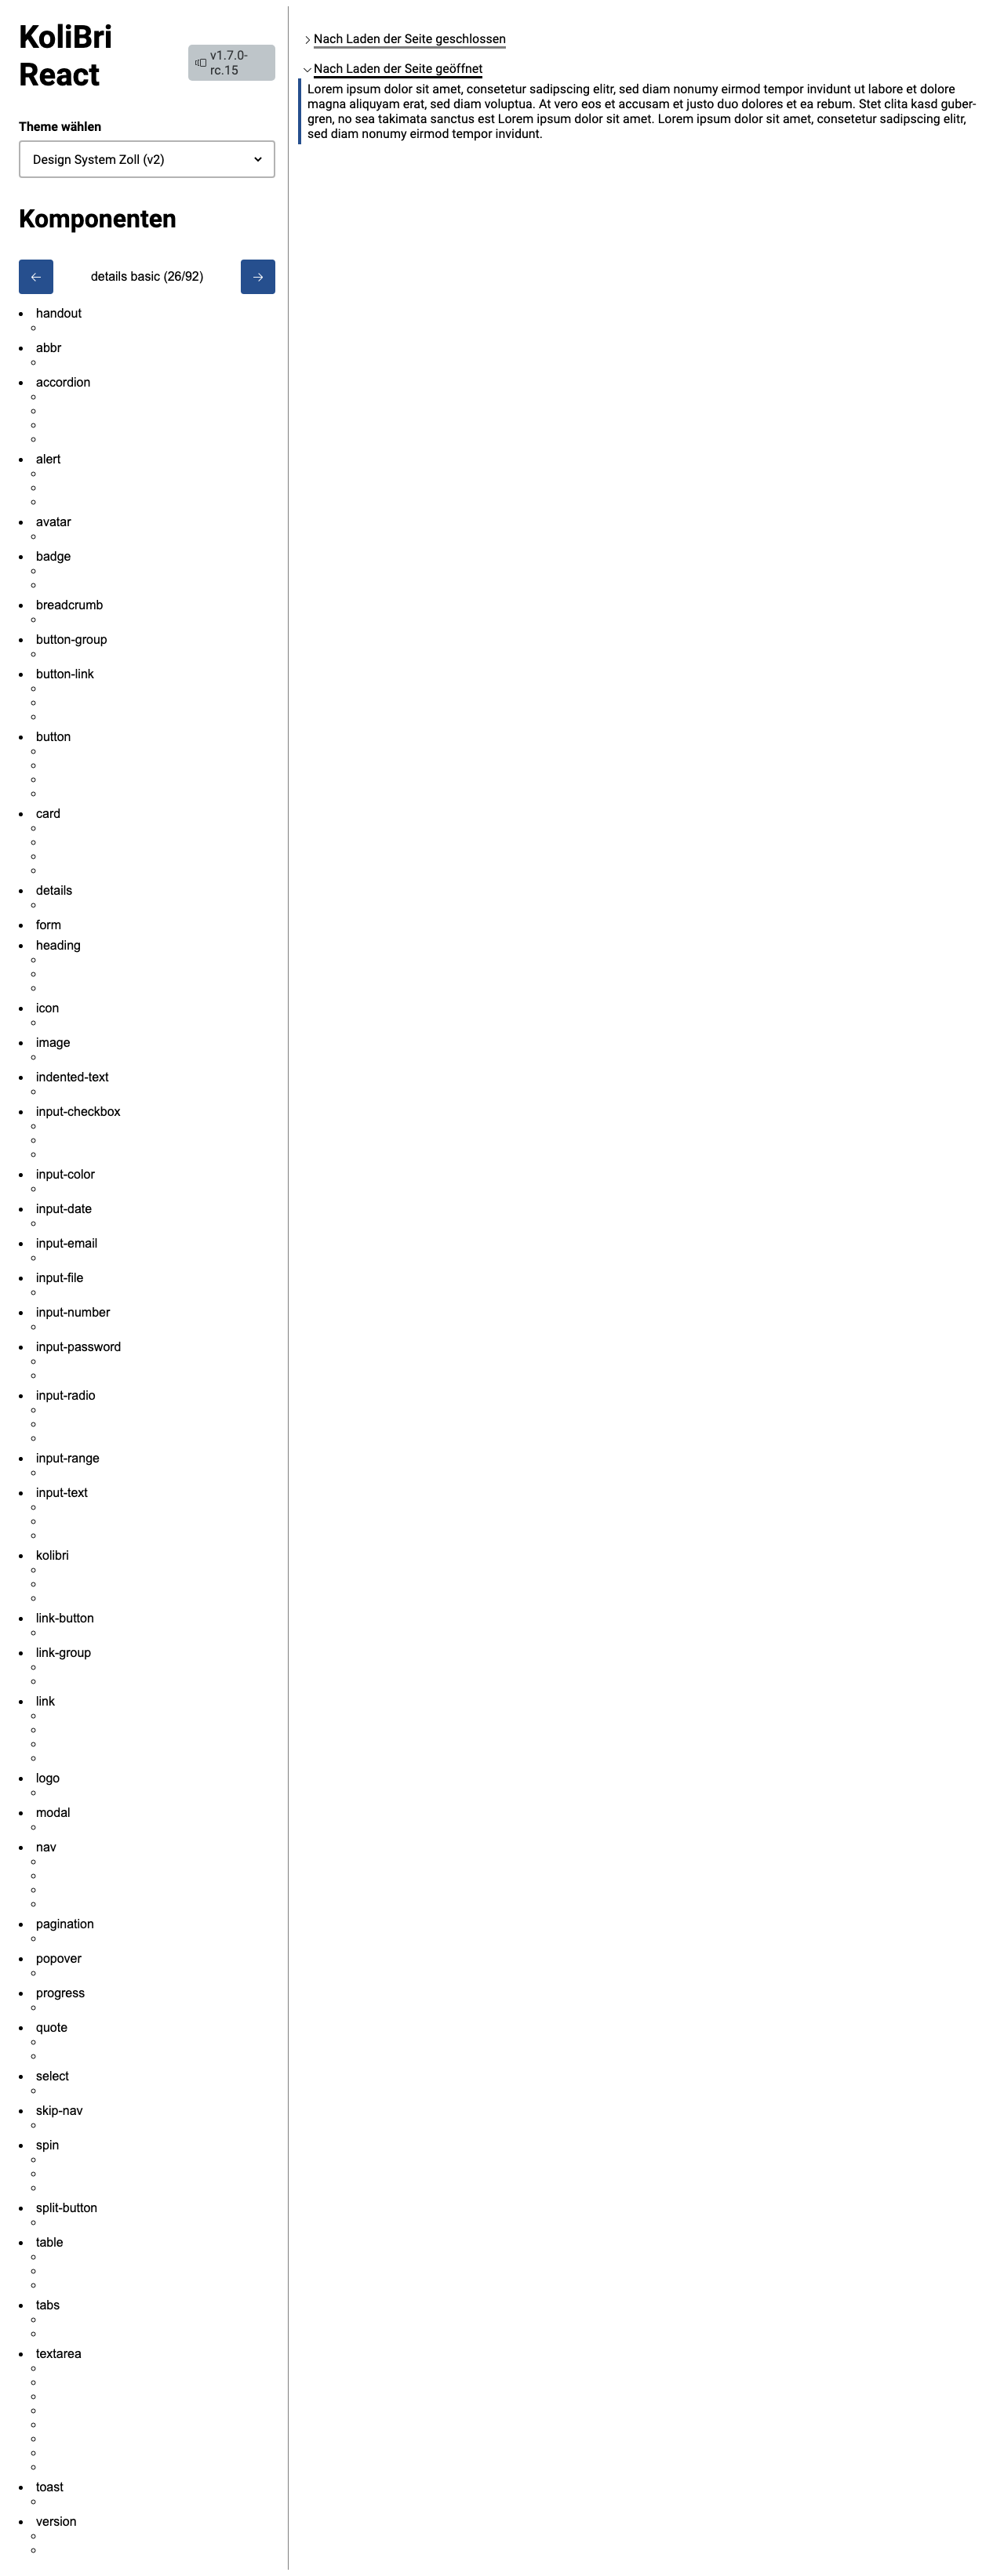 KoliBri
React
v1.7.0-
rc.15
Theme wählen
Design System Zoll (v2)
Komponenten
details basic (26/92)
handout
abbr
accordion
alert
avatar
badge
breadcrumb
button-group
button-link
button
card
details
form
heading
icon
image
indented-text
input-checkbox
input-color
input-date
input-email
input-file
input-number
input-password
input-radio
input-range
input-text
kolibri
link-button
link-group
link
logo
modal
nav
pagination
popover
progress
quote
select
skip-nav
spin
split-button
table
tabs
textarea
toast
version
Nach Laden der Seite geschlossen
Nach Laden der Seite geöffnet
Lorem ipsum dolor sit amet, consetetur sadipscing elitr, sed diam nonumy eirmod tempor invidunt ut labore et dolore
magna aliquyam erat, sed diam voluptua. At vero eos et accusam et justo duo dolores et ea rebum. Stet clita kasd guber-
gren, no sea takimata sanctus est Lorem ipsum dolor sit amet. Lorem ipsum dolor sit amet, consetetur sadipscing elitr,
sed diam nonumy eirmod tempor invidunt.